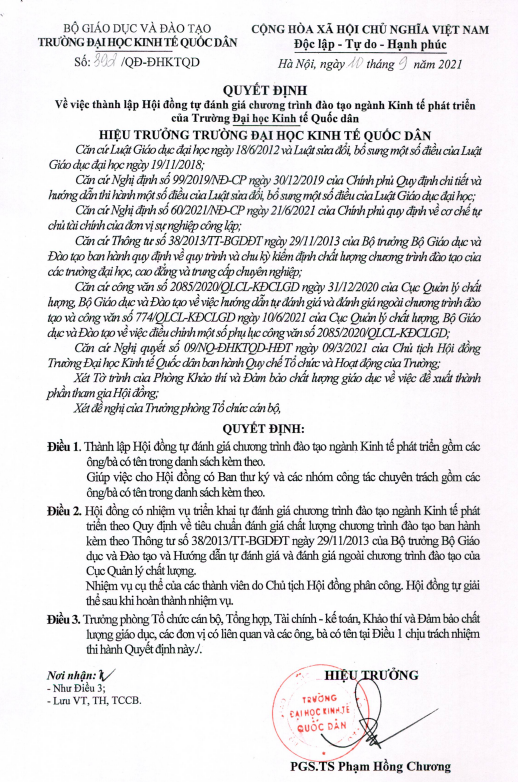 BỘ GIÁO DỤC VÀ ĐÀO TẠO
TRƯỜNG ĐẠI HỌC KINH TẾ QUỐC DÂN
Số: /QĐ-ĐHKTQD
CỘNG HÒA XÃ HỘI CHỦ NGHĨA VIỆT NAM
Độc lập - Tự do - Hạnh phúc
Hà Nội, ngày 10 tháng 9 năm 2021
QUYẾT ĐỊNH
Về việc thành lập Hội đồng tự đánh giá chương trình đào tạo ngành Kinh tế phát triển
của Trường Đại học Kinh tế Quốc dân
HIỆU TRƯỞNG TRƯỜNG ĐẠI HỌC KINH TẾ QUỐC DÂN
Căn cứ Luật Giáo dục đại học ngày 18/6/2012 và Luật sửa đổi, bổ sung một số điều của Luật
Giáo dục đại học ngày 19/11/2018;
Căn cứ Nghị định số 99/2019/NĐ-CP ngày 30/12/2019 của Chính phủ Quy định chi tiết và
hướng dẫn thi hành một số điều của Luật sửa đổi, bổ sung một số điều của Luật Giáo dục đại học;
Căn cứ Nghị định số 60/2021/NĐ-CP ngày 21/6/2021 của Chính phủ quy định về cơ chế tự
chủ tài chính của đơn vị sự nghiệp công lập;
Căn cứ Thông tư số 38/2013/TT-BGDĐT ngày 29/11/2013 của Bộ trưởng Bộ Giáo dục và
Đào tạo ban hành quy định về quy trình và chu kỳ kiểm định chất lượng chương trình đào tạo của
các trường đại học, cao đẳng và trung cấp chuyên nghiệp;
Căn cứ công văn số 2085/2020/QLCL-KĐCLGD ngày 31/12/2020 của Cục Quản lý chất
lượng, Bộ Giáo dục và Đào tạo về việc hướng dẫn tự đánh giá và đánh giá ngoài chương trình đào
tạo và công văn số 774/QLCL-KĐCLGD ngày 10/6/2021 của Cục Quản lý chất lượng, Bộ Giáo
dục và Đào tạo về việc điều chỉnh một số phụ lục công văn số 2085/2020/QLCL-KĐCLGD;
Căn cứ Nghị quyết số 09/NQ-ĐHKTQD-HĐT ngày 09/3/2021 của Chủ tịch Hội đồng
Trường Đại học Kinh tế Quốc dân ban hành Quy chế Tổ chức và Hoạt động của Trường;
Xét Tờ trình của Phòng Khảo thí và Đảm bảo chất lượng giáo dục về việc đề xuất thành
phần tham gia Hội đồng;
Xét đề nghị của Trưởng phòng Tổ chức cán bộ,
QUYẾT ĐỊNH:
Điều 1. Thành lập Hội đồng tự đánh giá chương trình đào tạo ngành Kinh tế phát triển gồm các
ông/bà có tên trong danh sách kèm theo.
Giúp việc cho Hội đồng có Ban thư ký và các nhóm công tác chuyên trách gồm các
ông/bà có tên trong danh sách kèm theo.
Điều 2. Hội đồng có nhiệm vụ triển khai tự đánh giá chương trình đào tạo ngành Kinh tế phát
triển theo Quy định về tiêu chuẩn đánh giá chất lượng chương trình đào tạo ban hành
kèm theo Thông tư số 38/2013/TT-BGDĐT ngày 29/11/2013 của Bộ trưởng Bộ Giáo
dục và Đào tạo và Hướng dẫn tự đánh giá và đánh giá ngoài chương trình đào tạo của
Cục Quản lý chất lượng.
Nhiệm vụ cụ thể của các thành viên do Chủ tịch Hội đồng phân công. Hội đồng tự giải
thể sau khi hoàn thành nhiệm vụ.
Điều 3. Trưởng phòng Tổ chức cán bộ, Tổng hợp, Tài chính - kế toán, Khảo thí và Đảm bảo chất
lượng giáo dục, các đơn vị có liên quan và các ông, bà có tên tại Điều 1 chịu trách nhiệm
thi hành Quyết định này./.
Nơi nhận:
- Như Điều 3;
- Lưu VT, TH, TCCB.
HIỆU TRƯỞNG
TRƯỜNG
ĐẠI HỌC KINH TẾ
QUỐC DÂN
PGS.TS Phạm Hồng Chương